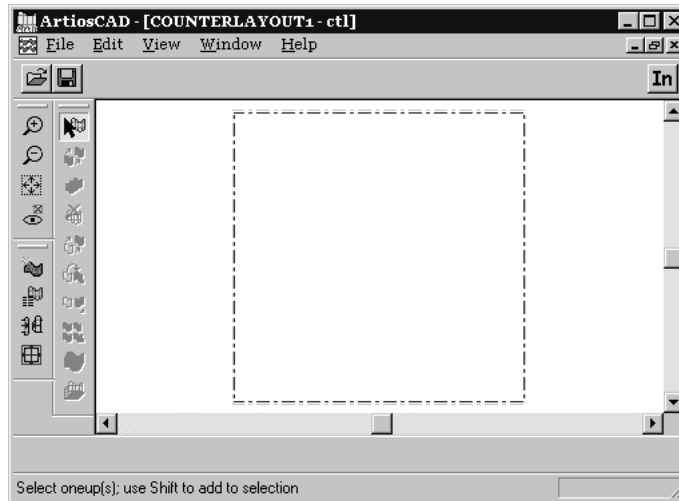 ArtiosCAD - [COUNTERLAYOUT1 - ctl]
File Edit View Window Help
In
Select oneup(s); use Shift to add to selection